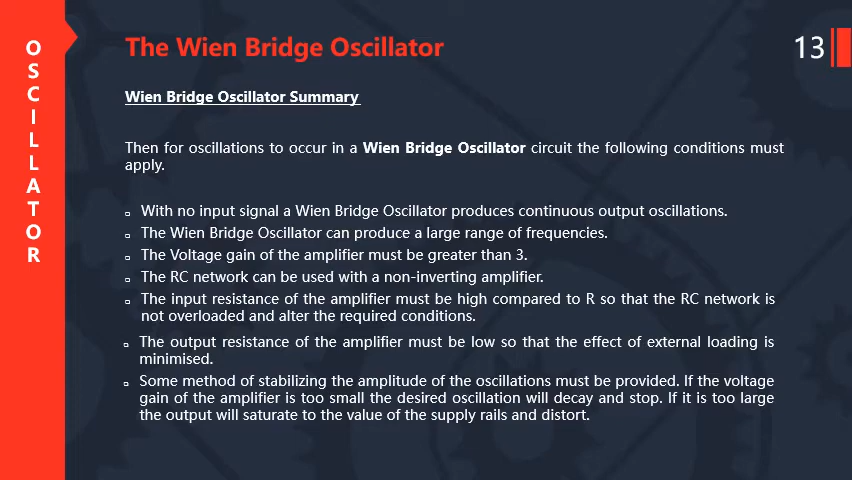 OSCILLATOR
The Wien Bridge Oscillator
13
Wien Bridge Oscillator Summary
Then for oscillations to occur in a Wien Bridge Oscillator circuit the following conditions must
apply.
▫ With no input signal a Wien Bridge Oscillator produces continuous output oscillations.
▫ The Wien Bridge Oscillator can produce a large range of frequencies.
▫ The Voltage gain of the amplifier must be greater than 3.
▫ The RC network can be used with a non-inverting amplifier.
▫ The input resistance of the amplifier must be high compared to R so that the RC network is
not overloaded and alter the required conditions.
▫ The output resistance of the amplifier must be low so that the effect of external loading is
minimised.
▫ Some method of stabilizing the amplitude of the oscillations must be provided. If the voltage
gain of the amplifier is too small the desired oscillation will decay and stop. If it is too large
the output will saturate to the value of the supply rails and distort.